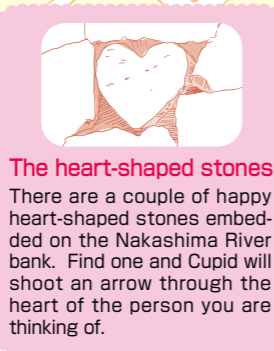 The heart-shaped stones
There are a couple of happy
heart-shaped stones embed-
ded on the Nakashima River
bank.  Find one and Cupid will
shoot an arrow through the
heart of the person you are
thinking of.